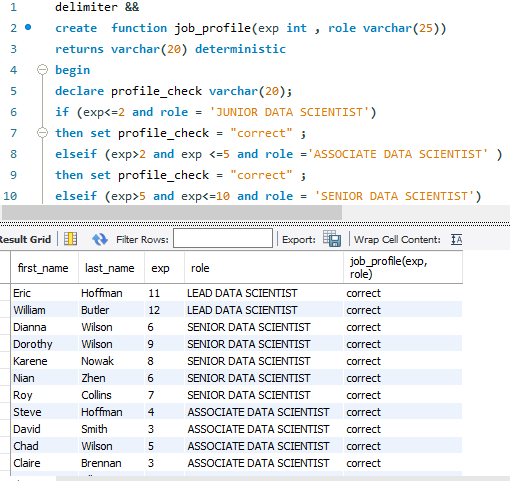 1 delimiter &&
2 create function job_profile(exp int , role varchar(25))
3 returns varchar(20) deterministic
4 begin
5 declare profile_check varchar(20);
6 if (exp<=2 and role = 'JUNIOR DATA SCIENTIST')
7 then set profile_check = "correct" ;
8 elseif (exp>2 and exp <=5 and role ='ASSOCIATE DATA SCIENTIST' )
9 then set profile_check = "correct" ;
10 elseif (exp>5 and exp<=10 and role = 'SENIOR DATA SCIENTIST')
Result Grid Filter Rows: Export: Wrap Cell Content: IA
first_name last_name exp role job_profile(exp,
role)
Eric Hoffman 11 LEAD DATA SCIENTIST correct
William Butler 12 LEAD DATA SCIENTIST correct
Dianna Wilson 6 SENIOR DATA SCIENTIST correct
Dorothy Wilson 9 SENIOR DATA SCIENTIST correct
Karene Nowak 8 SENIOR DATA SCIENTIST correct
Nian Zhen 6 SENIOR DATA SCIENTIST correct
Roy Collins 7 SENIOR DATA SCIENTIST correct
Steve Hoffman 4 ASSOCIATE DATA SCIENTIST correct
David Smith 3 ASSOCIATE DATA SCIENTIST correct
Chad Wilson 5 ASSOCIATE DATA SCIENTIST correct
Claire Brennan 3 ASSOCIATE DATA SCIENTIST correct